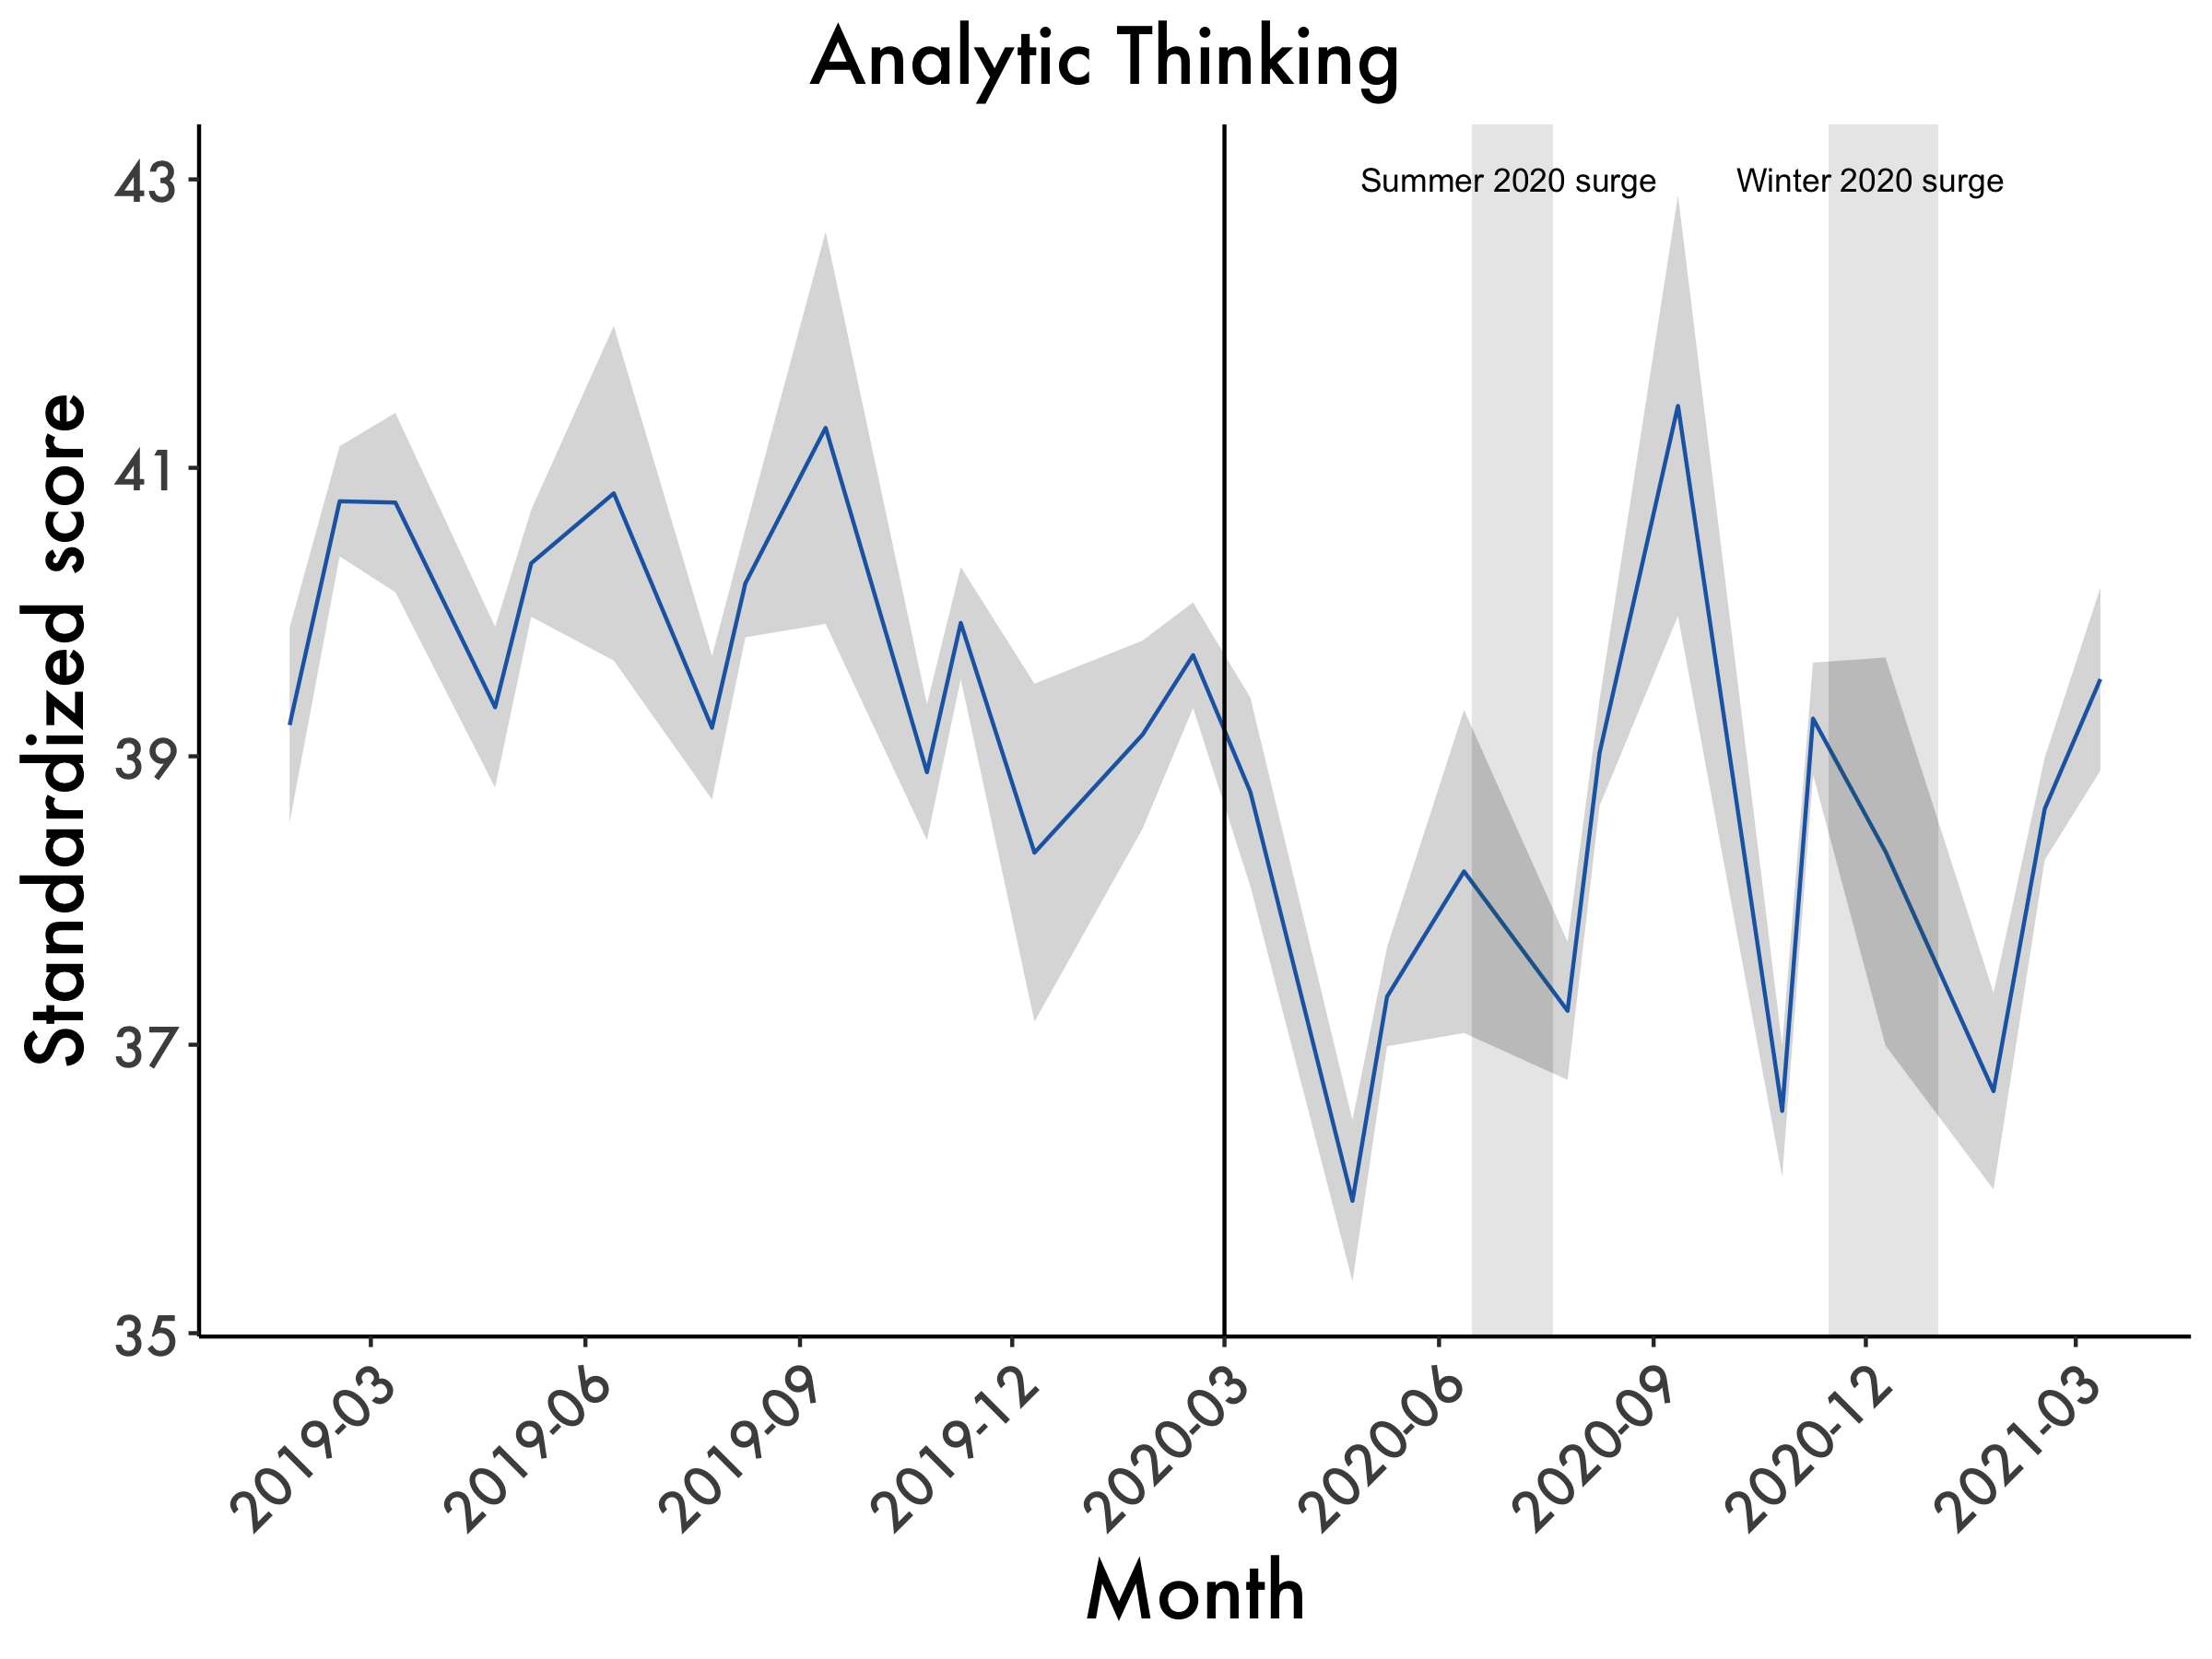 Analytic Thinking
Summer 2020 surge
Winter 2020 surge
Standardized score
43
41
39
37
35
2019-03
2019-06
2019-09
2019-12
2020-03
2020-06
2020-09
2020-12
2021-03
Month